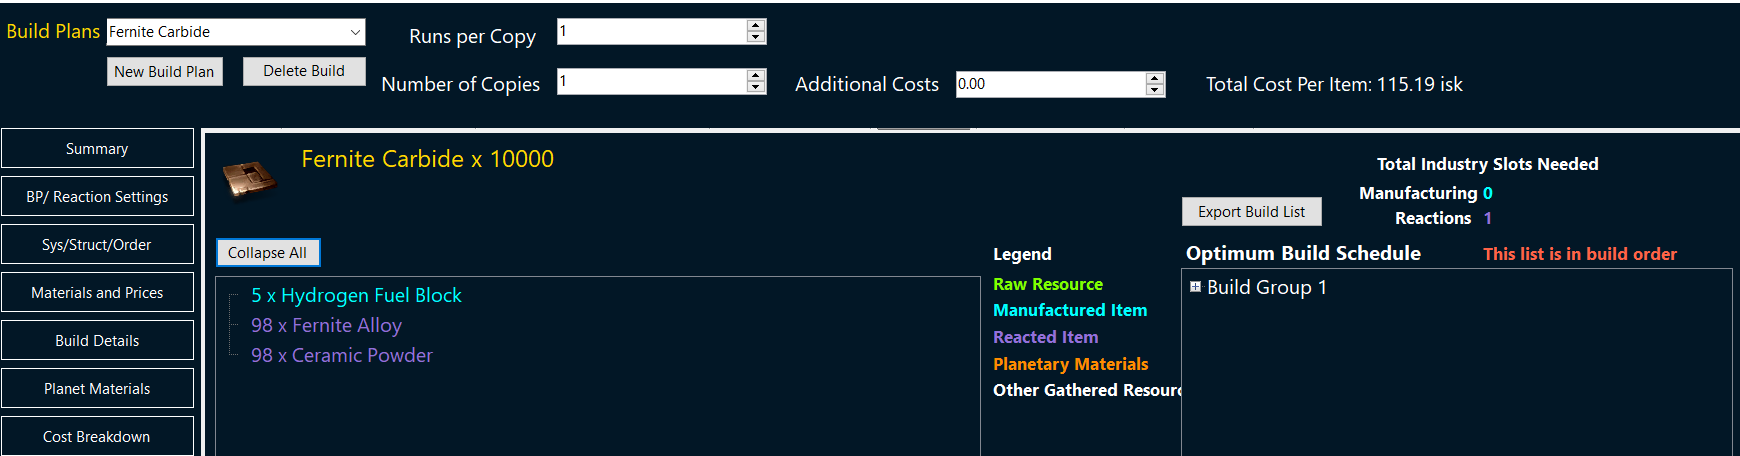 Build Plans Fernite Carbide
New Build Plan Delete Build
Runs per Copy 1
Number of Copies 1
Additional Costs 0.00
Total Cost Per Item: 115.19 isk
Summary
BP/ Reaction Settings
Sys/Struct/Order
Materials and Prices
Build Details
Planet Materials
Cost Breakdown
Fernite Carbide x 10000
Collapse All
5 x Hydrogen Fuel Block
98 x Fernite Alloy
98 x Ceramic Powder
Legend
Raw Resource
Manufactured Item
Reacted Item
Planetary Materials
Other Gathered Resourc
Total Industry Slots Needed
Manufacturing 0
Reactions 1
Export Build List
Optimum Build Schedule This list is in build order
Build Group 1